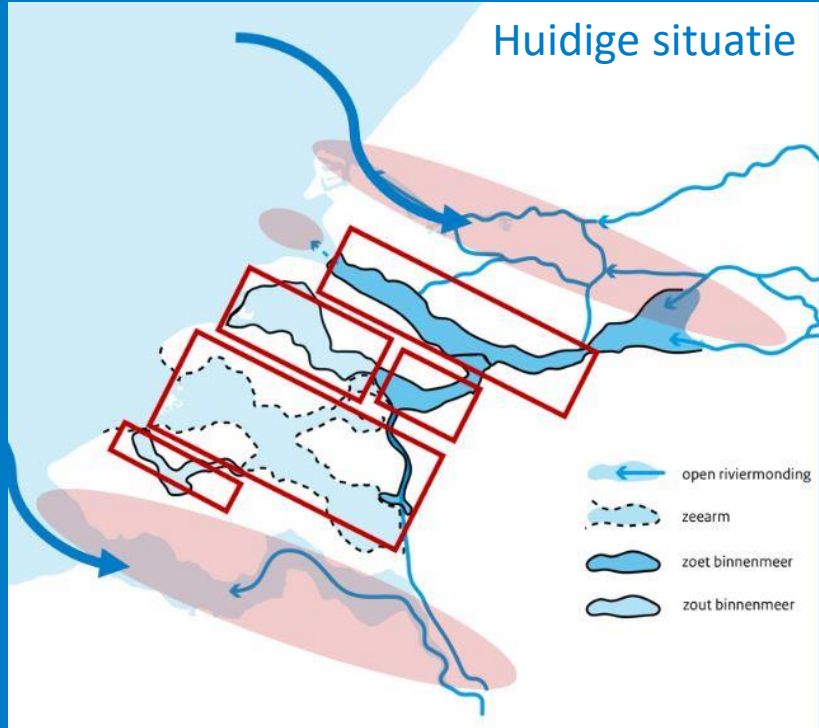 Huidige situatie
open riviermonding
zeearm
zoet binnenmeer
zout binnenmeer